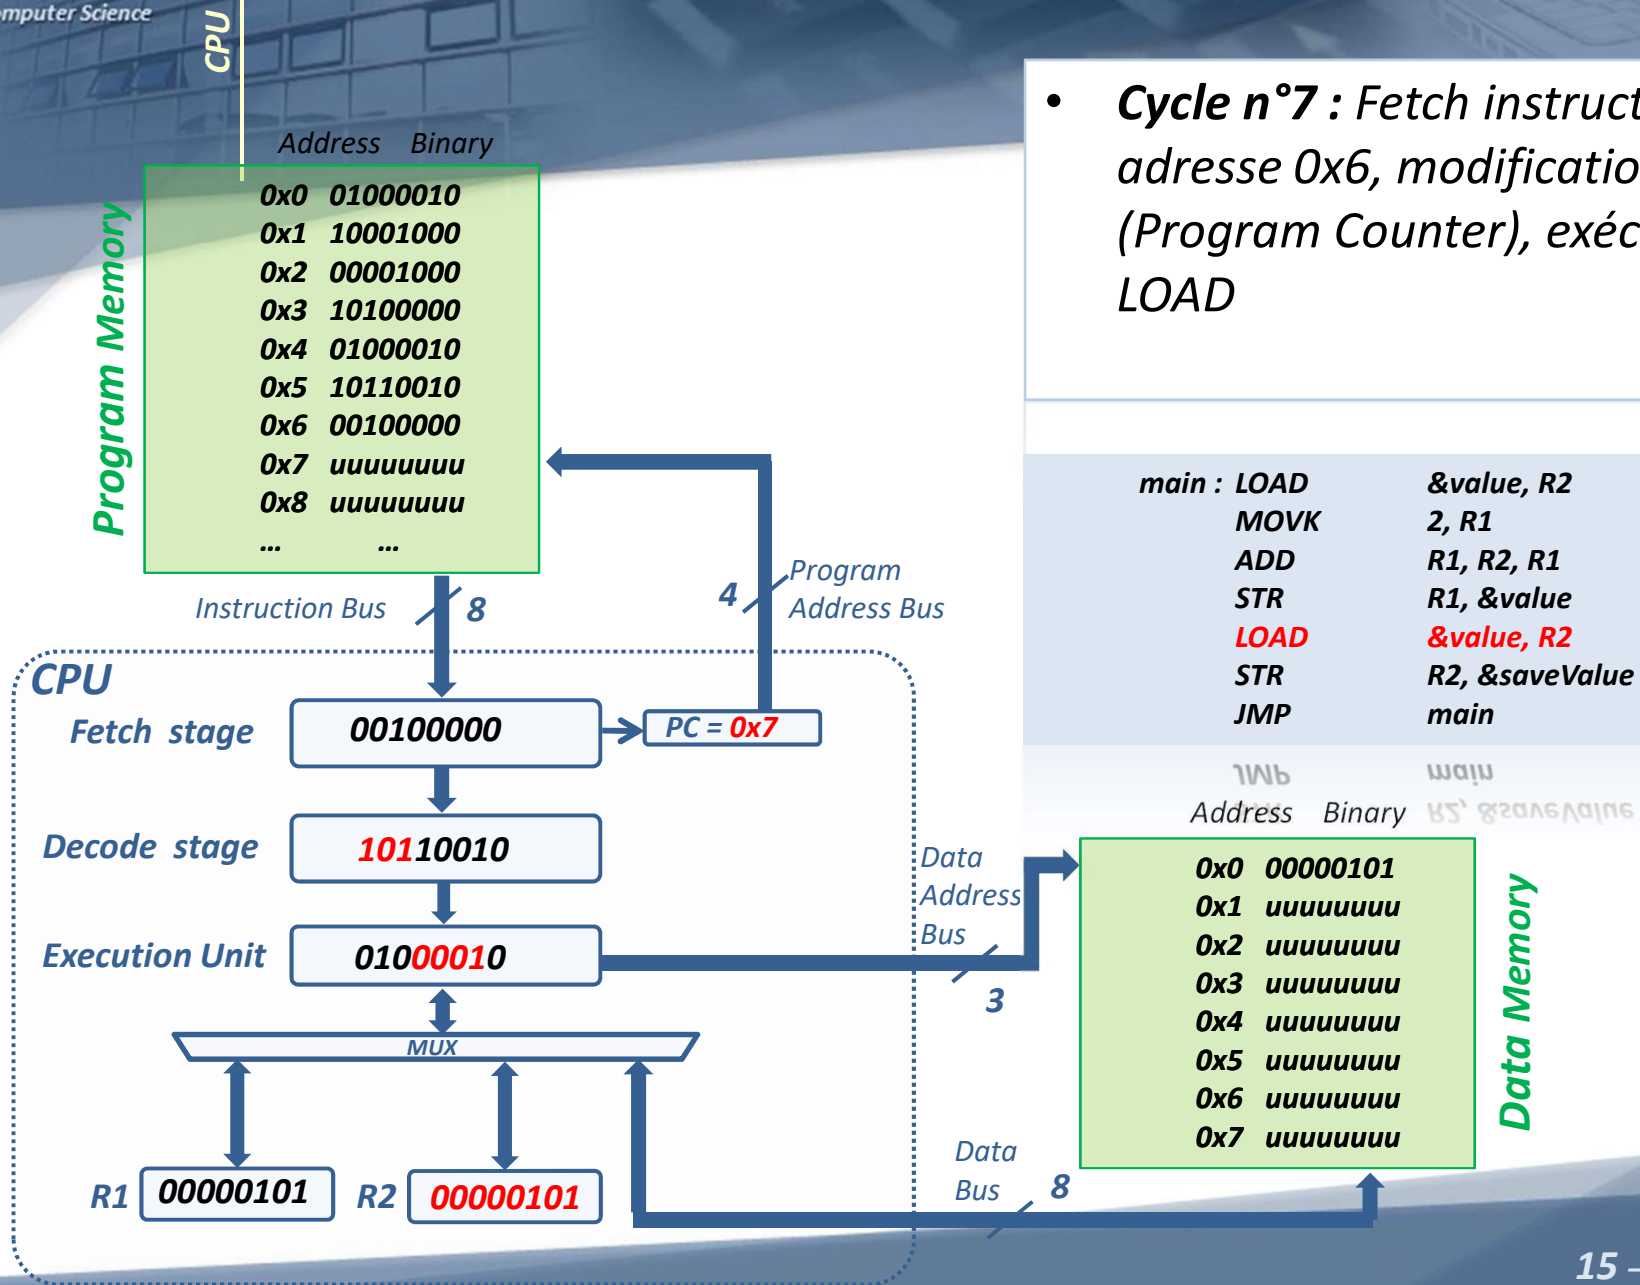 omputer Science
CPU
Cycle n°7 : Fetch instruct
adresse 0x6, modificatio
(Program Counter), exéc
LOAD
Address Binary
Program Memory
0x0 01000010
0x1 10001000
0x2 00001000
0x3 10100000
0x4 01000010
0x5 10110010
0x6 00100000
0x7 uuuuuuuu
0x8 uuuuuuuu
... ...
Instruction Bus 8
4 Program
Address Bus
main : LOAD &value, R2
MOVK 2, R1
ADD R1, R2, R1
STR R1, &value
LOAD &value, R2
STR R2, &saveValue
JMP main
JMP main
R2, &saveValue
CPU
Fetch stage 00100000 PC = 0x7
Decode stage 10110010
Execution Unit 01000010
MUX
R1 00000101 R2 00000101
Data
Address
Bus
3
Data
Bus 8
Address Binary
0x0 00000101
0x1 uuuuuuuu
0x2 uuuuuuuu
0x3 uuuuuuuu
0x4 uuuuuuuu
0x5 uuuuuuuu
0x6 uuuuuuuu
0x7 uuuuuuuu
Data Memory
15 –